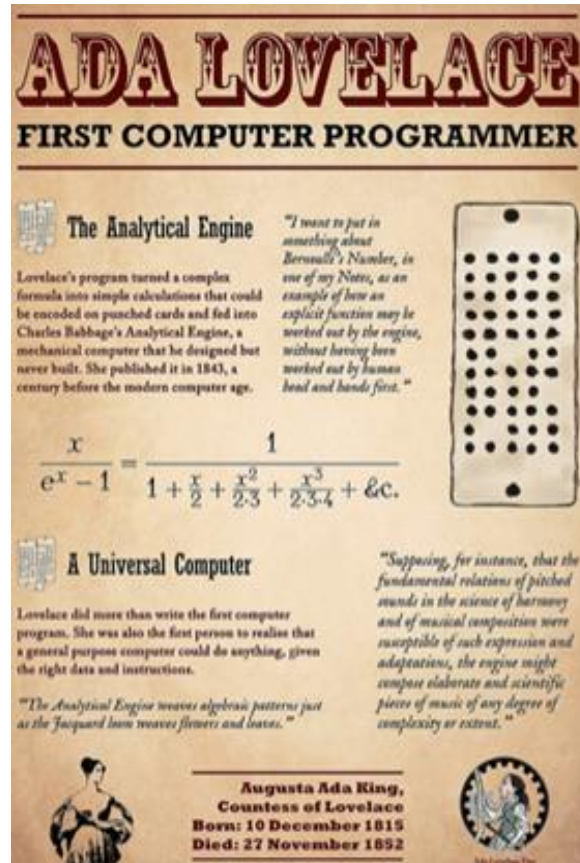 ADA LOVELACE
FIRST COMPUTER PROGRAMMER
The Analytical Engine
Lovelace's program turned a complex
formula into simple calculations that could
be encoded on punched cards and fed into
Charles Babbage's Analytical Engine, a
mechanical computer that he designed but
never built. She published it in 1843, a
century before the modern computer age.
"I want to put in
something about
Bernoulli's Number, in
one of my Notes, as an
example of how an
explicit function may be
worked out by the engine,
without having been
worked out by human
head and hands first."
x / (eˣ − 1) = 1 / (1 + x/2 + x²/2·3 + x³/2·3·4 + &c.)
A Universal Computer
Lovelace did more than write the first computer
program. She was also the first person to realise that
a general purpose computer could do anything, given
the right data and instructions.
"The Analytical Engine weaves algebraic patterns just
as the Jacquard loom weaves flowers and leaves."
"Supposing, for instance, that the
fundamental relations of pitched
sounds in the science of harmony
and of musical composition were
susceptible of such expression and
adaptations, the engine might
compose elaborate and scientific
pieces of music of any degree of
complexity or extent."
Augusta Ada King,
Countess of Lovelace
Born: 10 December 1815
Died: 27 November 1852